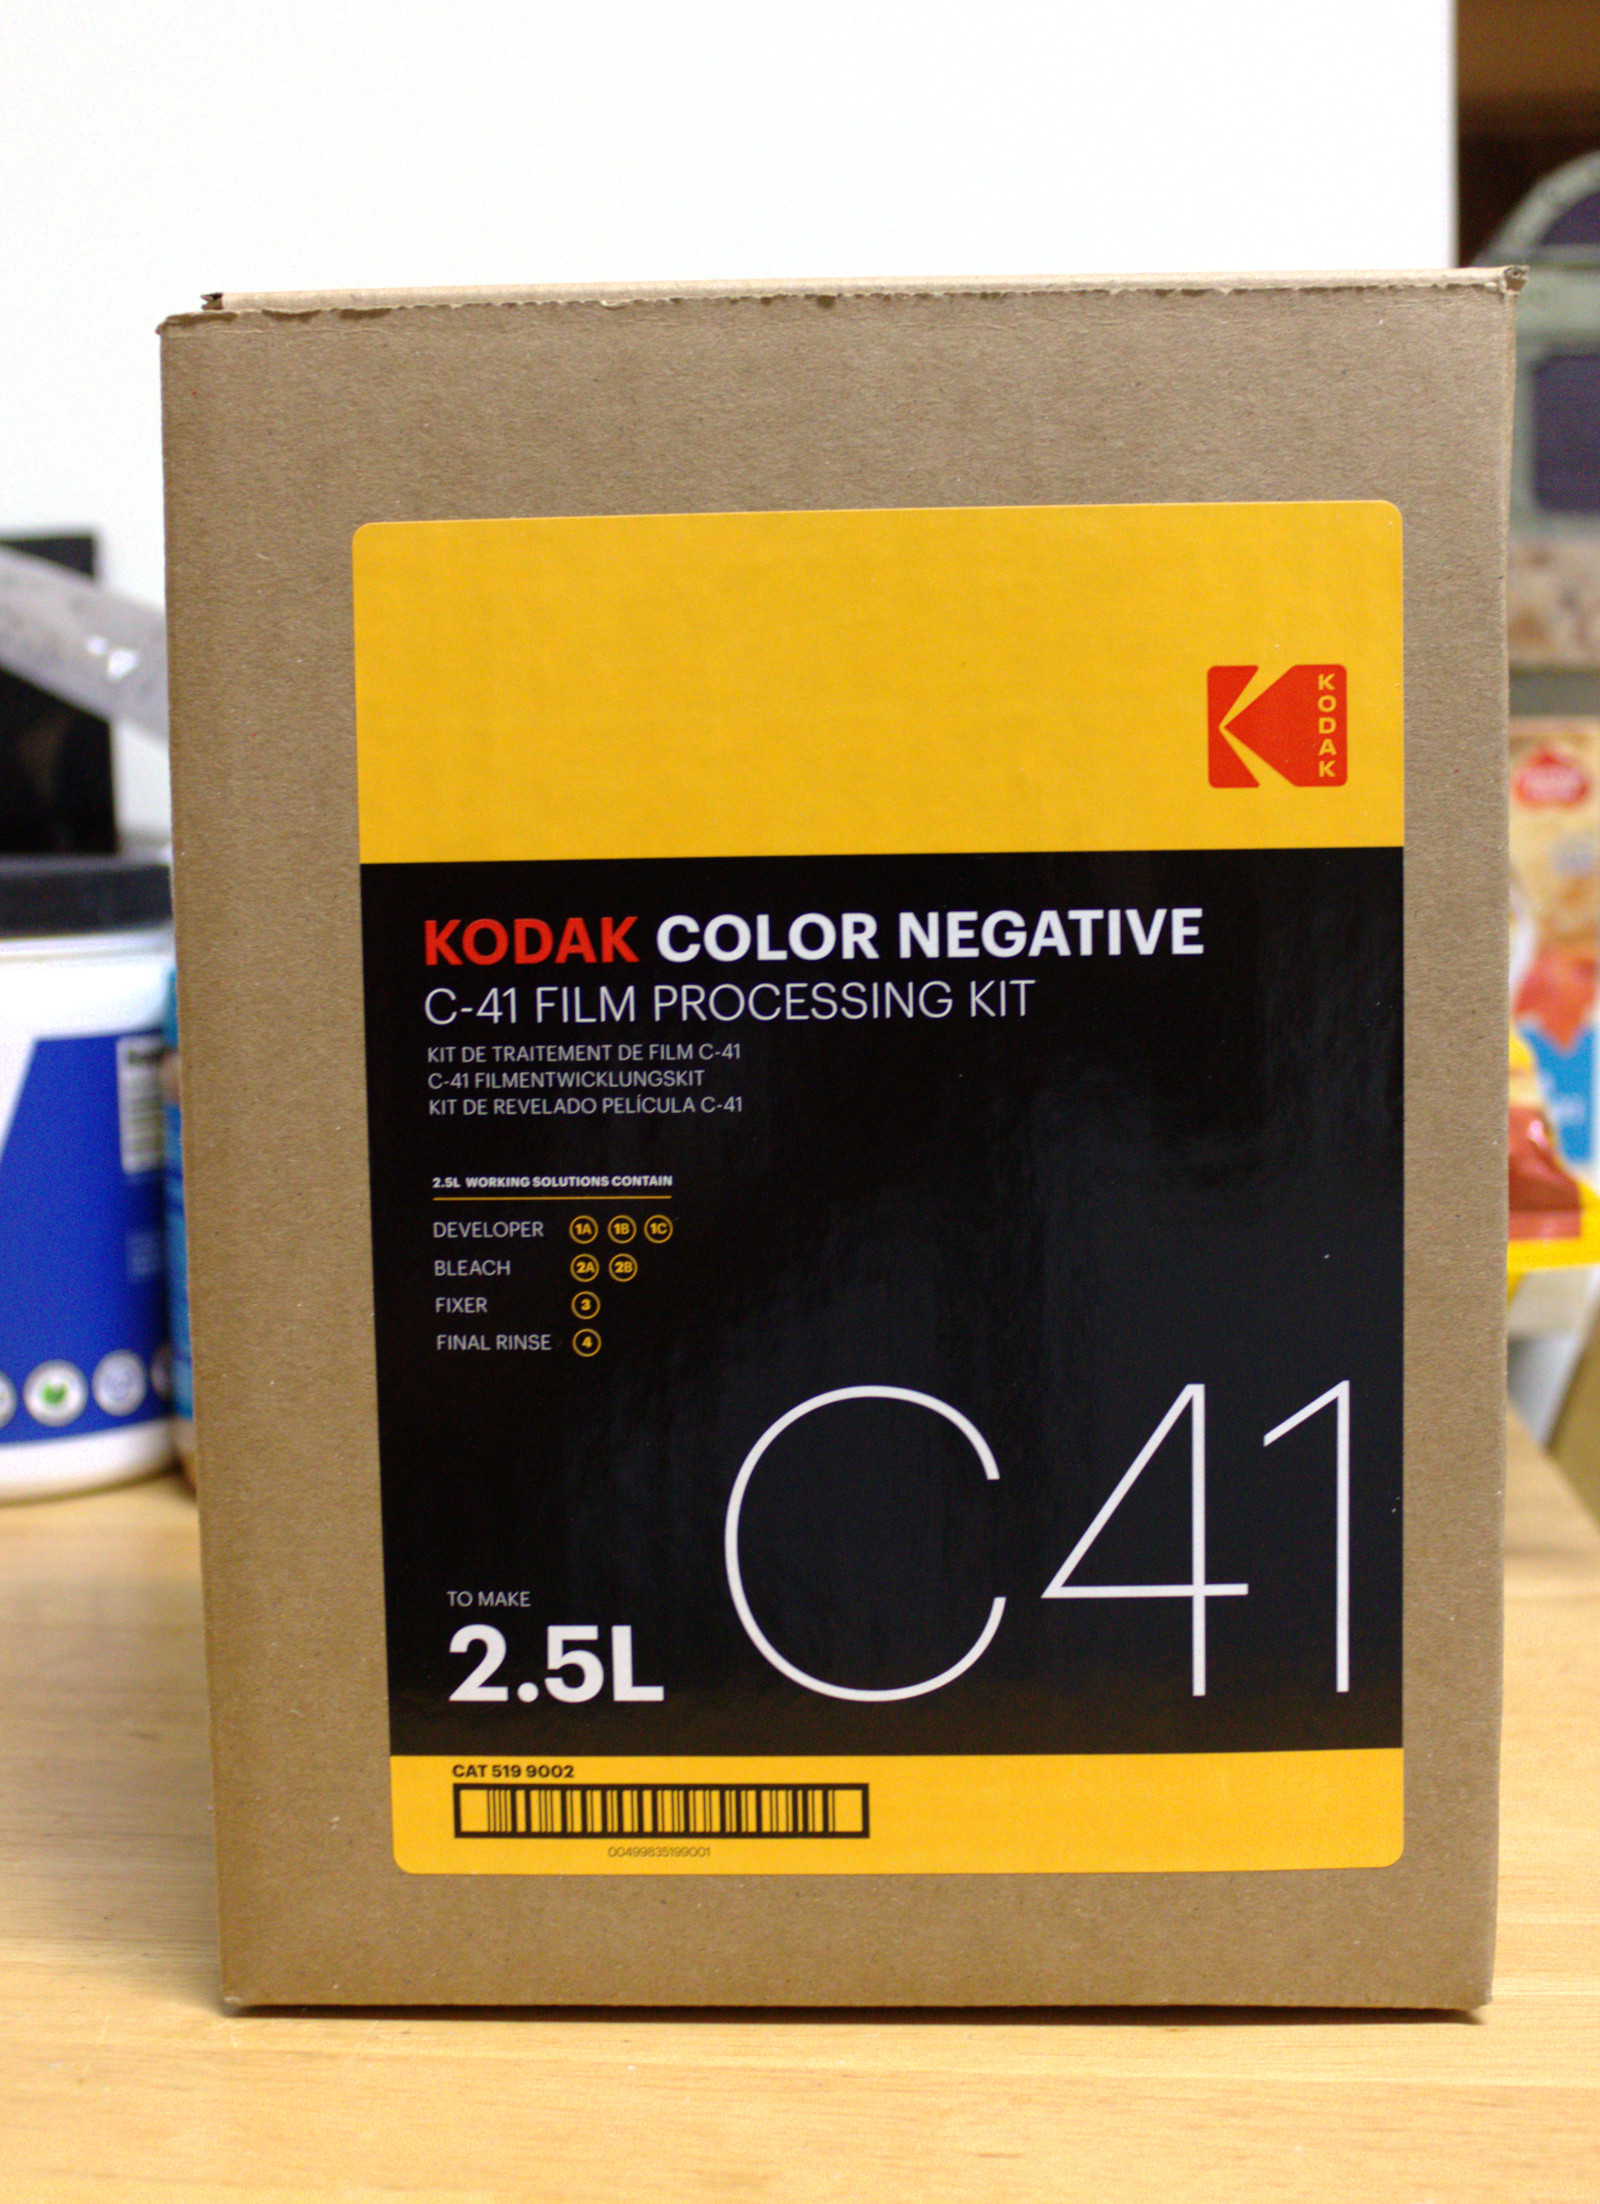 KODAK
KODAK COLOR NEGATIVE
C-41 FILM PROCESSING KIT
KIT DE TRAITEMENT DE FILM C-41
C-41 FILMENTWICKLUNGSKIT
KIT DE REVELADO PELÍCULA C-41
2.5L WORKING SOLUTIONS CONTAIN
DEVELOPER 1A 1B 1C
BLEACH 2A 2B
FIXER 3
FINAL RINSE 4
C41
TO MAKE
2.5L
CAT 519 9002
00499835199001